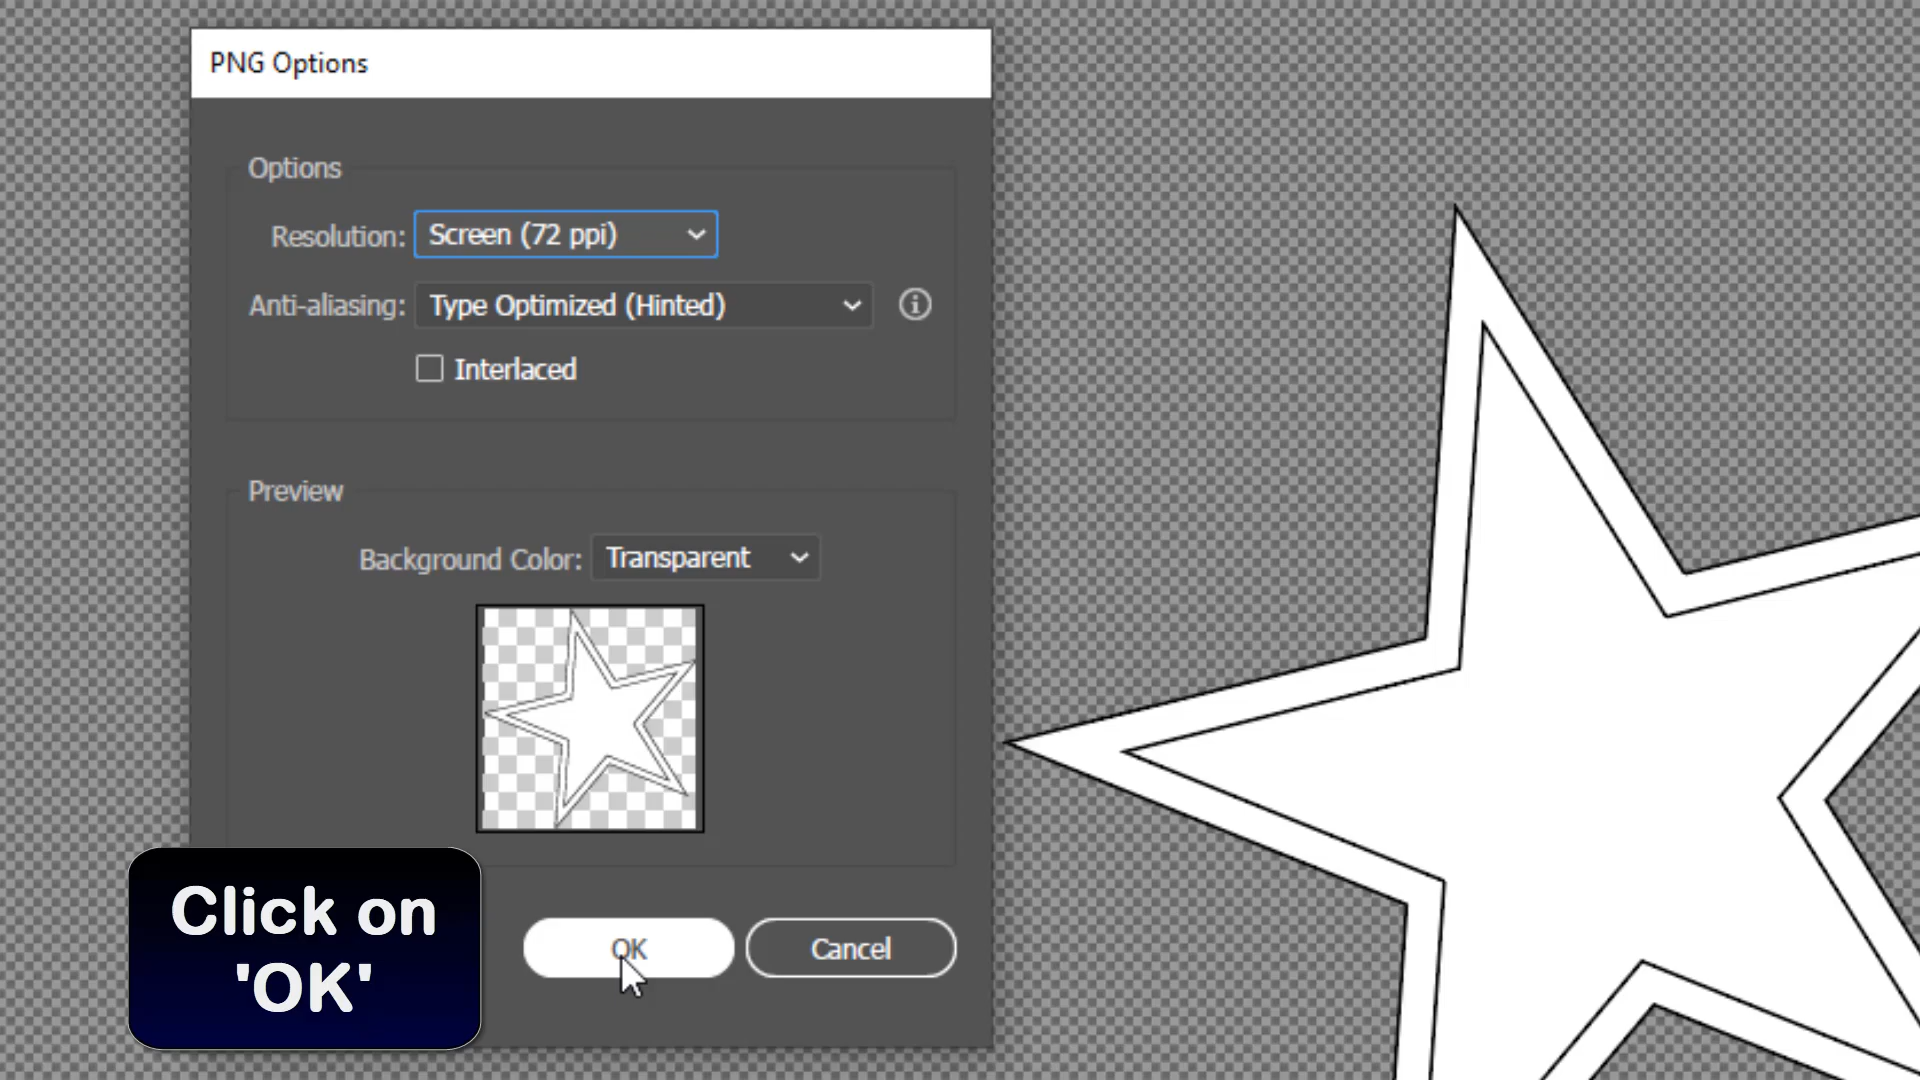 PNG Options
Options
Resolution: Screen (72 ppi)
Anti-aliasing: Type Optimized (Hinted)
Interlaced
Preview
Background Color: Transparent
OK Cancel
Click on
'OK'